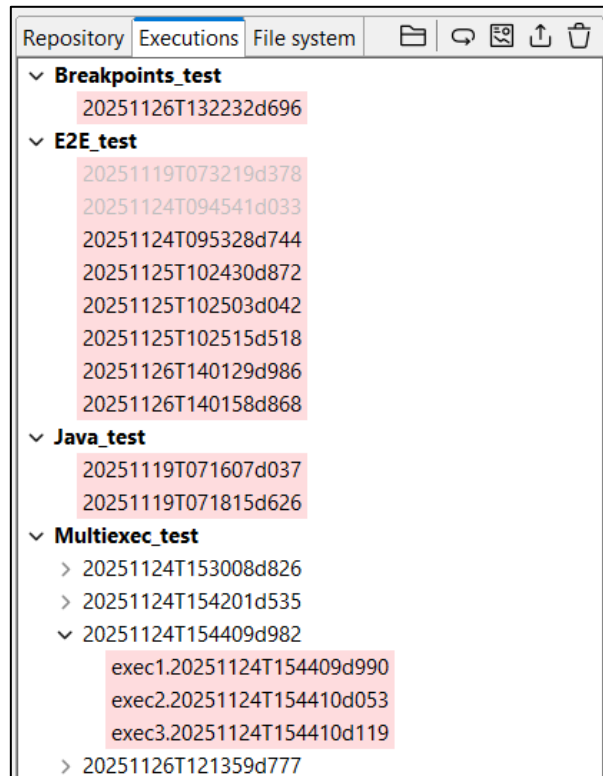 Repository Executions File system
Breakpoints_test
20251126T132232d696
E2E_test
20251119T073219d378
20251124T094541d033
20251124T095328d744
20251125T102430d872
20251125T102503d042
20251125T102515d518
20251126T140129d986
20251126T140158d868
Java_test
20251119T071607d037
20251119T071815d626
Multiexec_test
20251124T153008d826
20251124T154201d535
20251124T154409d982
exec1.20251124T154409d990
exec2.20251124T154410d053
exec3.20251124T154410d119
20251126T121359d777